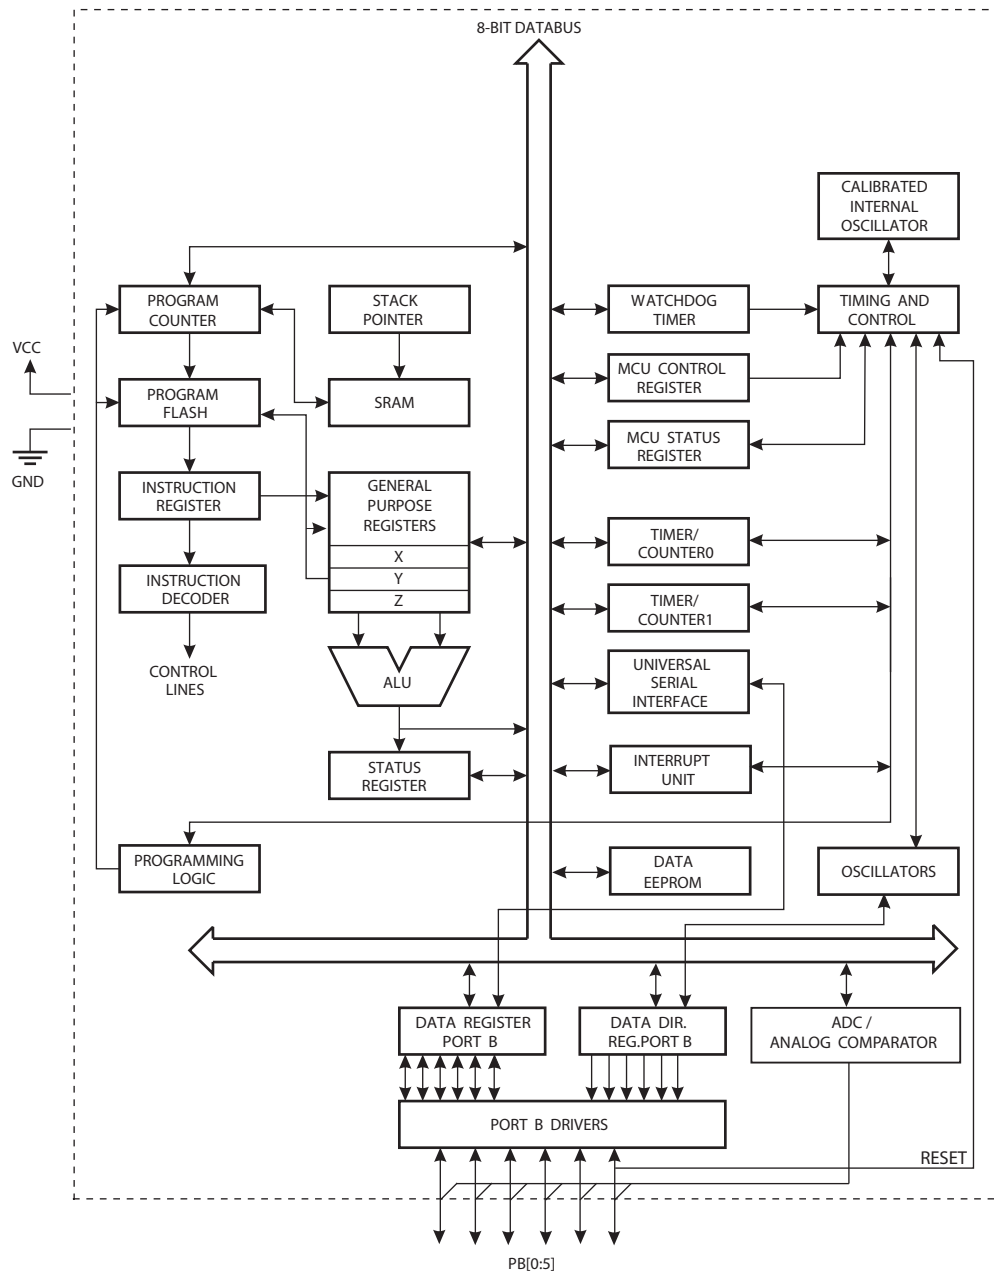 8-BIT DATABUS
CALIBRATED
INTERNAL
OSCILLATOR
PROGRAM
COUNTER
STACK
POINTER
WATCHDOG
TIMER
TIMING AND
CONTROL
VCC
GND
PROGRAM
FLASH
SRAM
MCU CONTROL
REGISTER
MCU STATUS
REGISTER
INSTRUCTION
REGISTER
GENERAL
PURPOSE
REGISTERS
X
Y
Z
TIMER/
COUNTER0
INSTRUCTION
DECODER
TIMER/
COUNTER1
CONTROL
LINES
ALU
UNIVERSAL
SERIAL
INTERFACE
STATUS
REGISTER
INTERRUPT
UNIT
PROGRAMMING
LOGIC
DATA
EEPROM
OSCILLATORS
DATA REGISTER
PORT B
DATA DIR.
REG.PORT B
ADC /
ANALOG COMPARATOR
PORT B DRIVERS
RESET
PB[0:5]